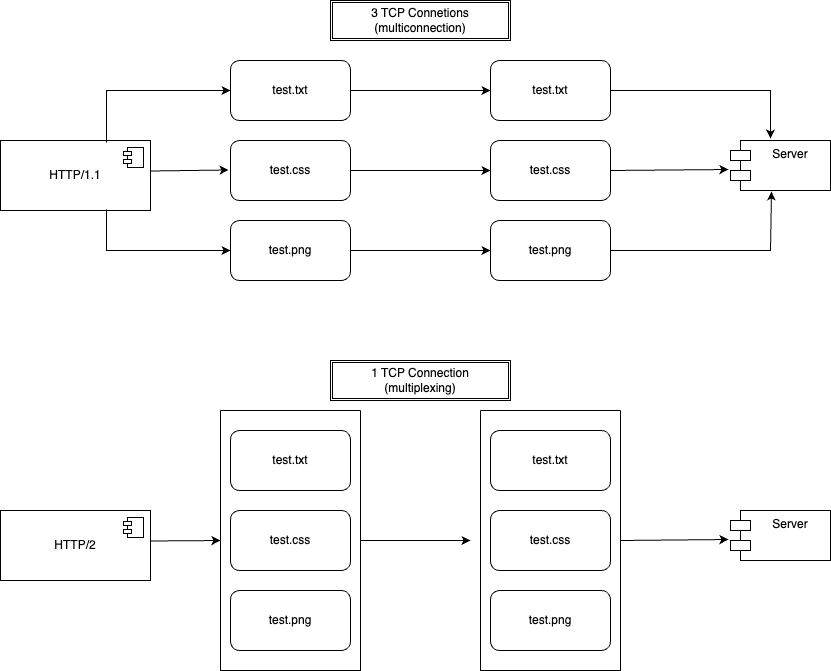 3 TCP Connetions
(multiconnection)
test.txt
test.txt
HTTP/1.1
test.css
test.css
Server
test.png
test.png
1 TCP Connection
(multiplexing)
test.txt
test.txt
HTTP/2
test.css
test.css
Server
test.png
test.png